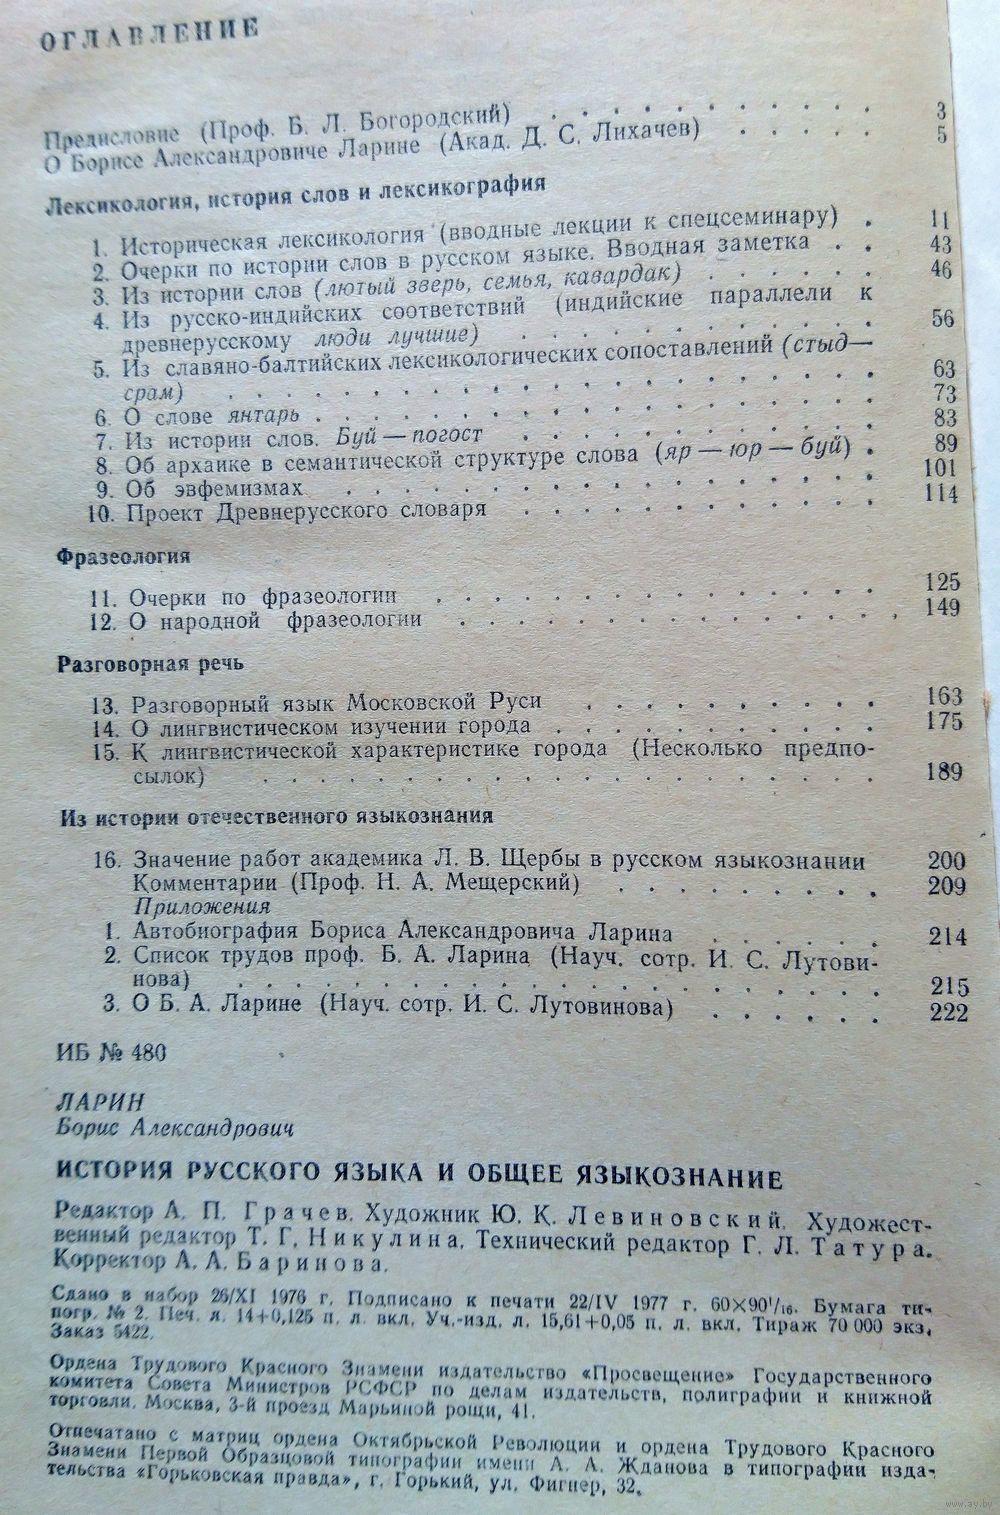 ОГЛАВЛЕНИЕ
Предисловие (Проф. Б. Л. Богородский) . . . . . . . . . . 3
О Борисе Александровиче Ларине (Акад. Д. С. Лихачев) . . . . . 5
Лексикология, история слов и лексикография
1. Историческая лексикология (вводные лекции к спецсеминару) . 11
2. Очерки по истории слов в русском языке. Вводная заметка . . 43
3. Из истории слов (лютый зверь, семья, кавардак) . . . . . . 46
4. Из русско-индийских соответствий (индийские параллели к
древнерусскому люди лучшие) . . . . . . . . . . . . 56
5. Из славяно-балтийских лексикологических сопоставлений (стыд—
срам) . . . . . . . . . . . . . . . . . . . . . . 63
6. О слове янтарь . . . . . . . . . . . . . . . . . . 73
7. Из истории слов. Буй — погост . . . . . . . . . . . . 83
8. Об архаике в семантической структуре слова (яр — юр — буй) . 89
9. Об эвфемизмах . . . . . . . . . . . . . . . . . . 101
10. Проект Древнерусского словаря . . . . . . . . . . . . 114
Фразеология
11. Очерки по фразеологии . . . . . . . . . . . . . . . 125
12. О народной фразеологии . . . . . . . . . . . . . . . 149
Разговорная речь
13. Разговорный язык Московской Руси . . . . . . . . . . 163
14. О лингвистическом изучении города . . . . . . . . . . . 175
15. К лингвистической характеристике города (Несколько предпо-
сылок) . . . . . . . . . . . . . . . . . . . . . 189
Из истории отечественного языкознания
16. Значение работ академика Л. В. Щербы в русском языкознании 200
Комментарии (Проф. Н. А. Мещерский) . . . . . . . . . 209
Приложения
1. Автобиография Бориса Александровича Ларина . . . . . . 214
2. Список трудов проф. Б. А. Ларина (Науч. сотр. И. С. Лутови-
нова) . . . . . . . . . . . . . . . . . . . . . . 215
3. О Б. А. Ларине (Науч. сотр. И. С. Лутовинова) . . . . . . 222
ИБ № 480
ЛАРИН
Борис Александрович
ИСТОРИЯ РУССКОГО ЯЗЫКА И ОБЩЕЕ ЯЗЫКОЗНАНИЕ
Редактор А. П. Грачев. Художник Ю. К. Левиновский. Художест-
венный редактор Т. Г. Никулина. Технический редактор Г. Л. Татура.
Корректор А. А. Баринова.
Сдано в набор 26/XI 1976 г. Подписано к печати 22/IV 1977 г. 60×90¹/₁₆. Бумага ти-
погр. № 2. Печ. л. 14+0,125 п. л. вкл. Уч.-изд. л. 15,61+0,05 п. л. вкл. Тираж 70 000 экз.
Заказ 5422.
Ордена Трудового Красного Знамени издательство «Просвещение» Государственного
комитета Совета Министров РСФСР по делам издательств, полиграфии и книжной
торговли. Москва, 3-й проезд Марьиной рощи, 41.
Отпечатано с матриц ордена Октябрьской Революции и ордена Трудового Красного
Знамени Первой Образцовой типографии имени А. А. Жданова в типографии изда-
тельства «Горьковская правда», г. Горький, ул. Фигнер, 32.
www.ay.by